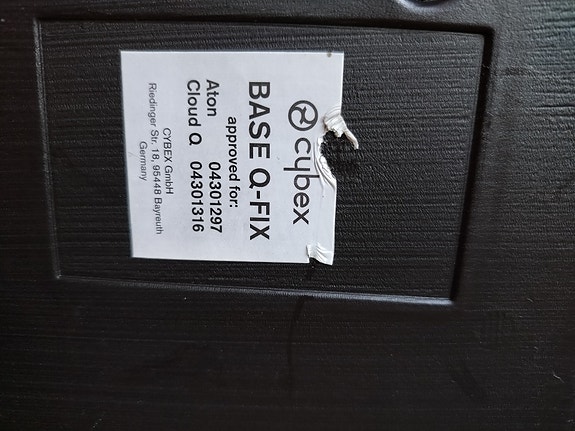 cybex
BASE Q-FIX
approved for:
Aton 04301297
Cloud Q 04301316
CYBEX GmbH
Riedinger Str. 18, 95448 Bayreuth
Germany